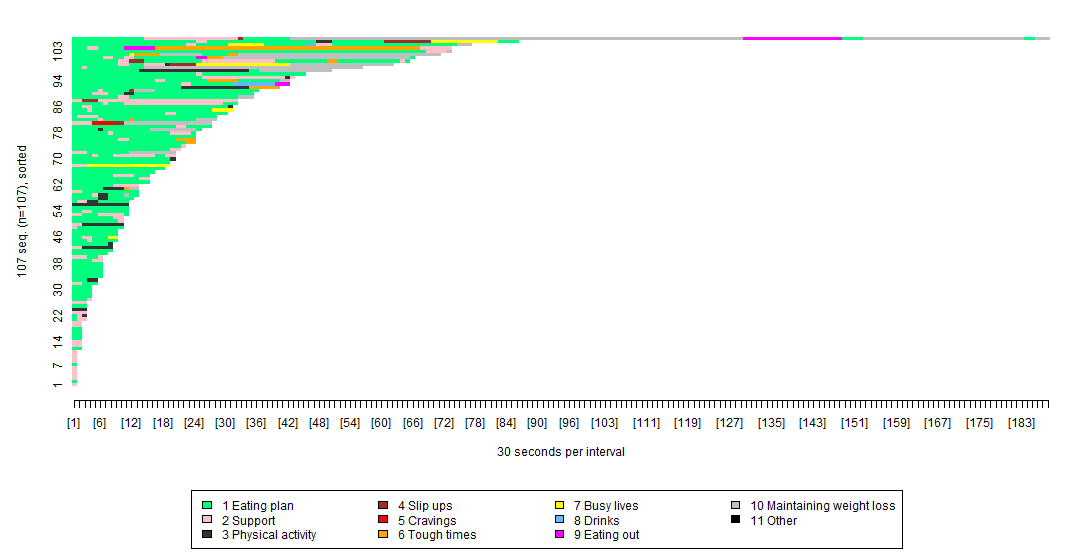 107 seq. (n=107), sorted
103
94
86
78
70
62
54
46
38
30
22
14
7
1
[1] [6] [12] [18] [24] [30] [36] [42] [48] [54] [60] [66] [72] [78] [84] [90] [96] [103] [111] [119] [127] [135] [143] [151] [159] [167] [175] [183]
30 seconds per interval
1 Eating plan 4 Slip ups 7 Busy lives 10 Maintaining weight loss
2 Support 5 Cravings 8 Drinks 11 Other
3 Physical activity 6 Tough times 9 Eating out